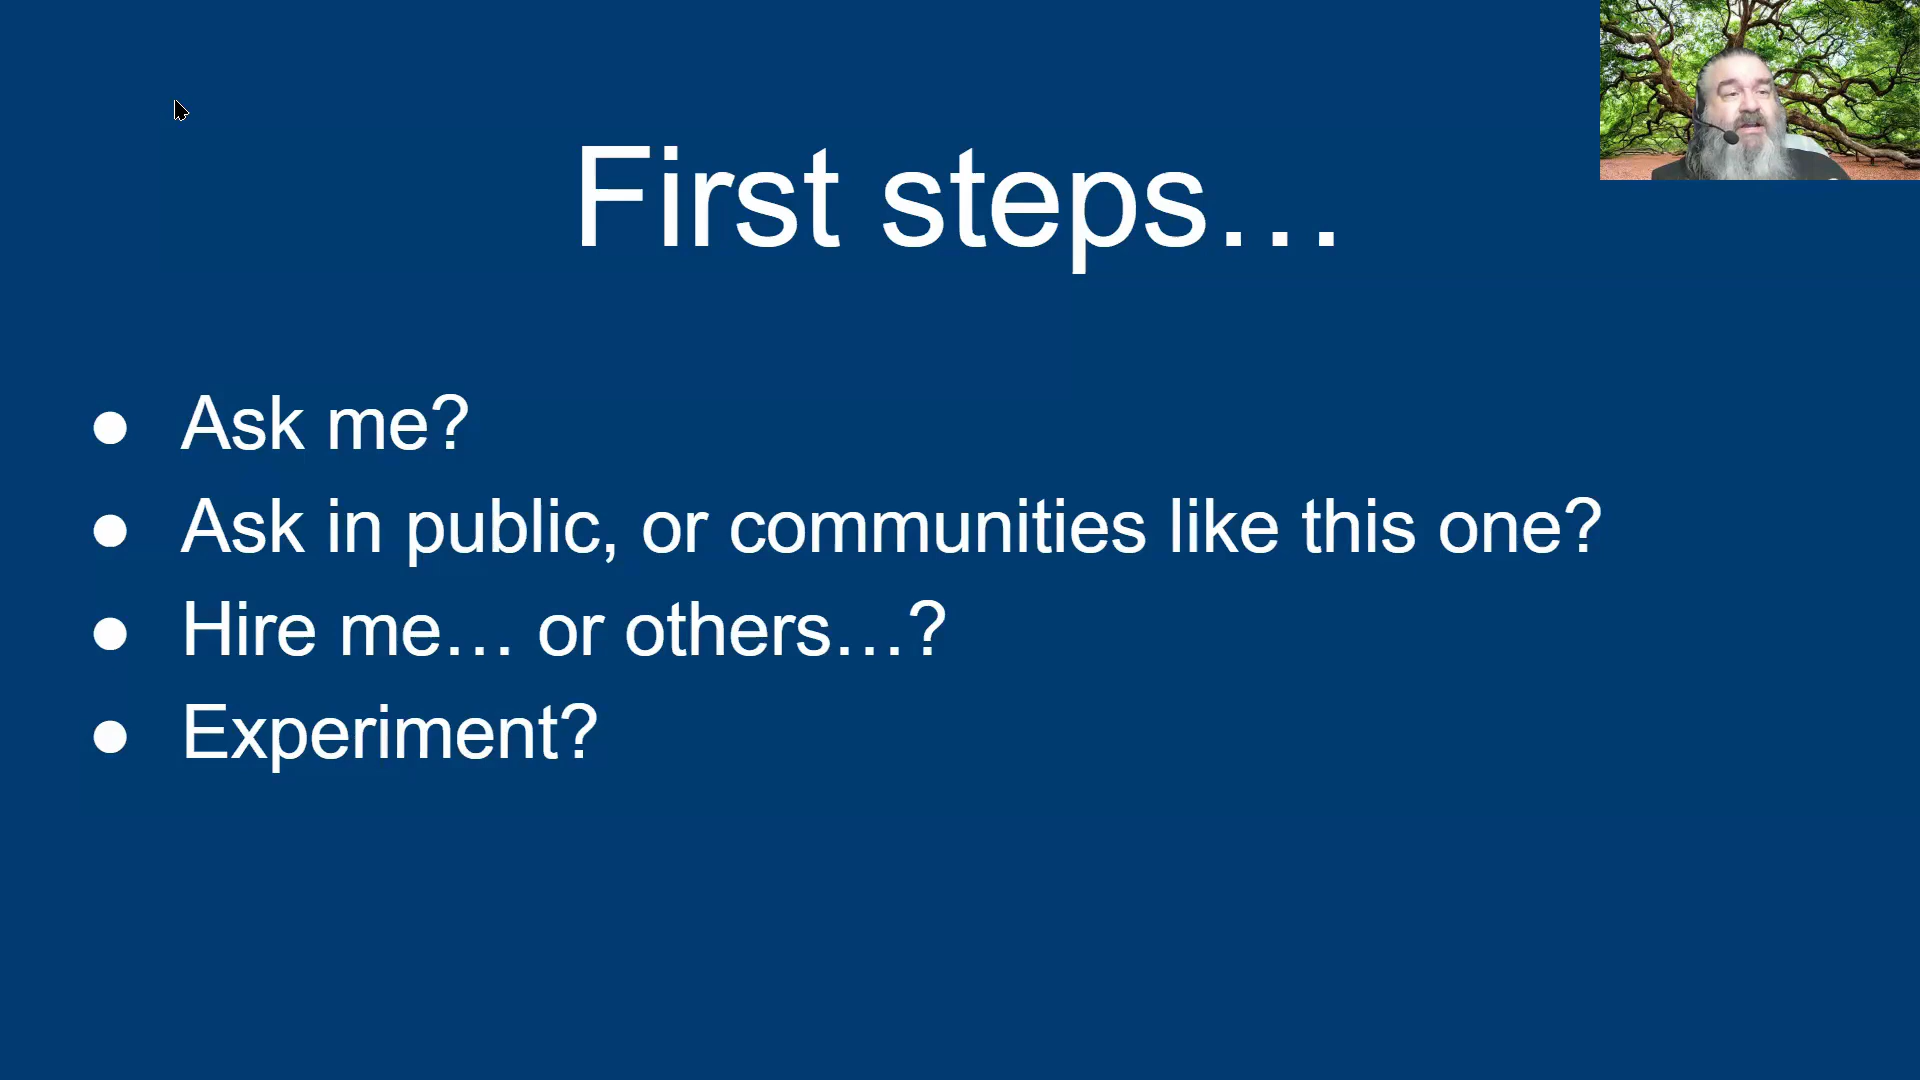 First steps…
● Ask me?
● Ask in public, or communities like this one?
● Hire me… or others…?
● Experiment?